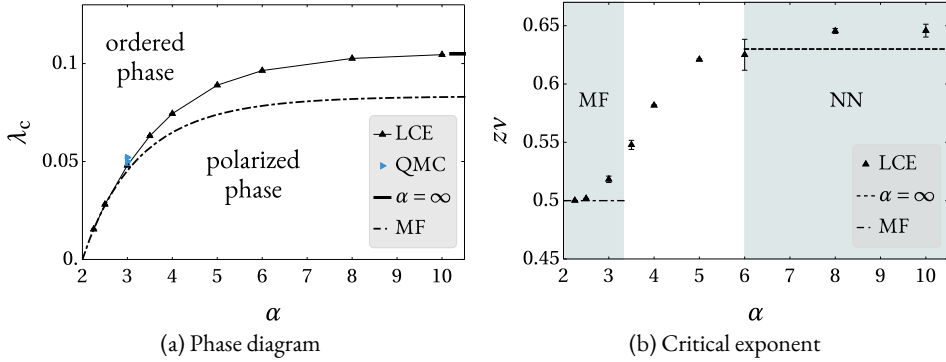 ordered
phase
polarized
phase
LCE
QMC
α = ∞
MF
λc
0.1
0.05
0.
2 3 4 5 6 7 8 9 10
α
(a) Phase diagram
MF
NN
LCE
α = ∞
MF
zν
0.65
0.6
0.55
0.5
0.45
2 3 4 5 6 7 8 9 10
α
(b) Critical exponent